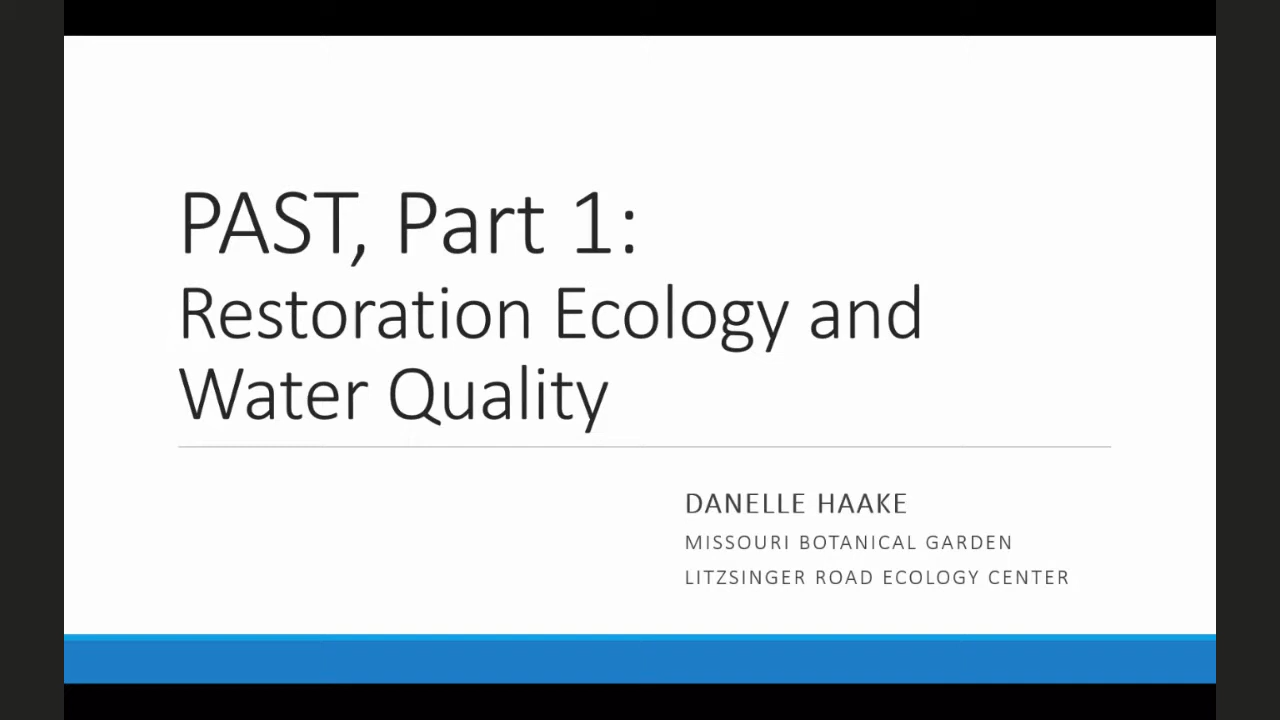 PAST, Part 1:
Restoration Ecology and
Water Quality
DANELLE HAAKE
MISSOURI BOTANICAL GARDEN
LITZSINGER ROAD ECOLOGY CENTER